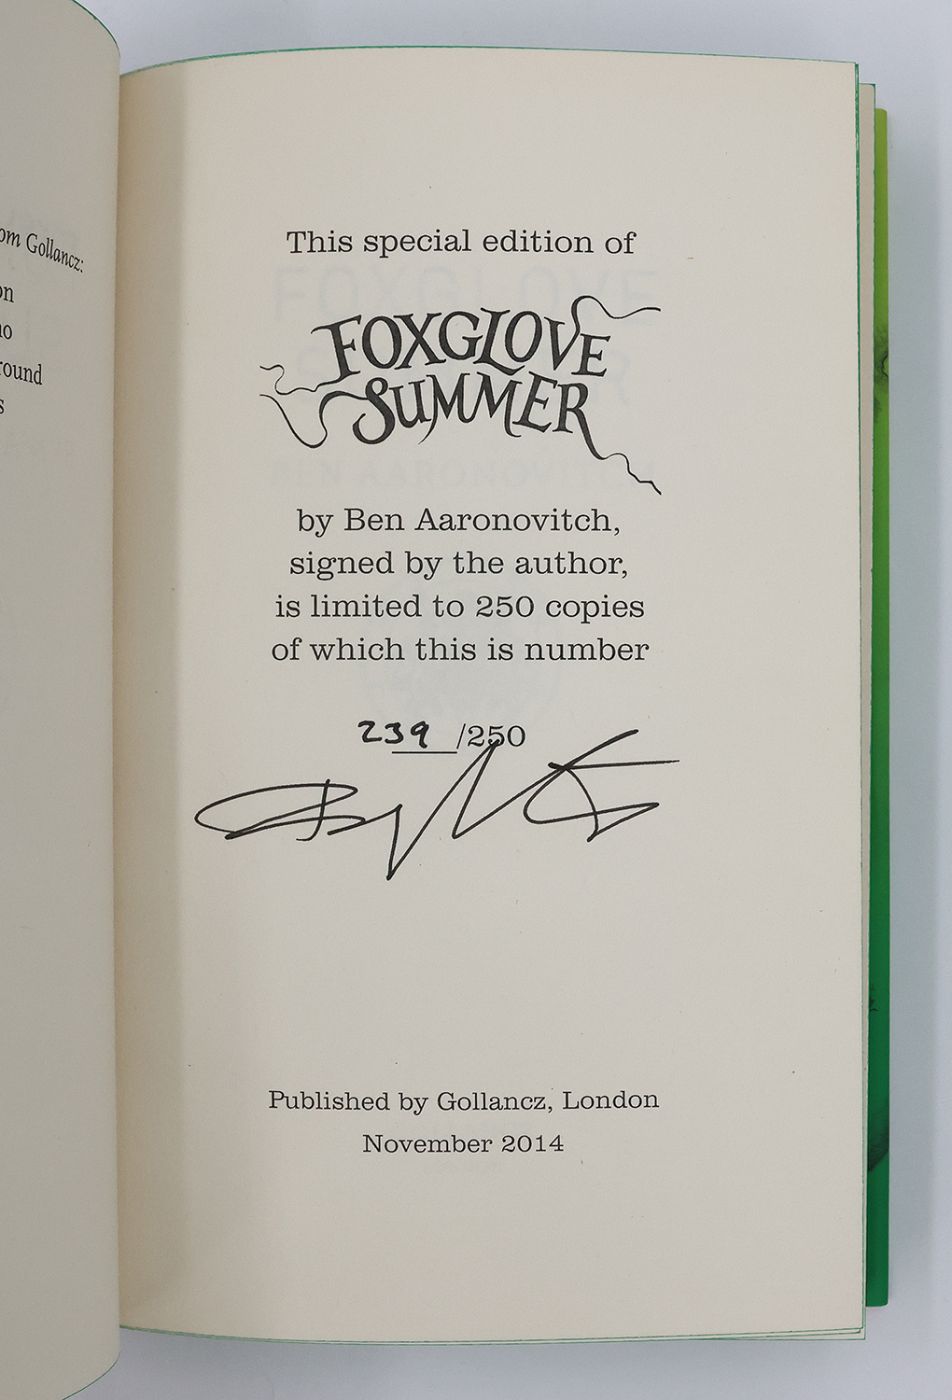 om Gollancz:
on
round
This special edition of
FOXGLOVE
SUMMER
by Ben Aaronovitch,
signed by the author,
is limited to 250 copies
of which this is number
239/250
Published by Gollancz, London
November 2014